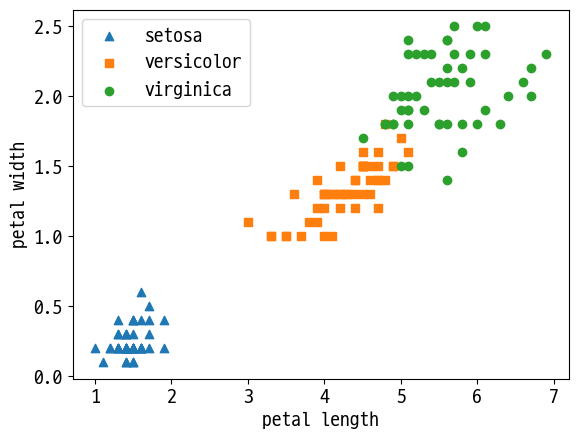 setosa
versicolor
virginica
2.5
2.0
1.5
1.0
0.5
0.0
petal width
1 2 3 4 5 6 7
petal length